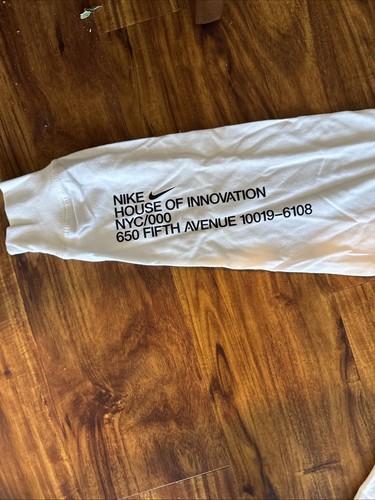 NIKE
HOUSE OF INNOVATION
NYC/000
650 FIFTH AVENUE 10019-6108